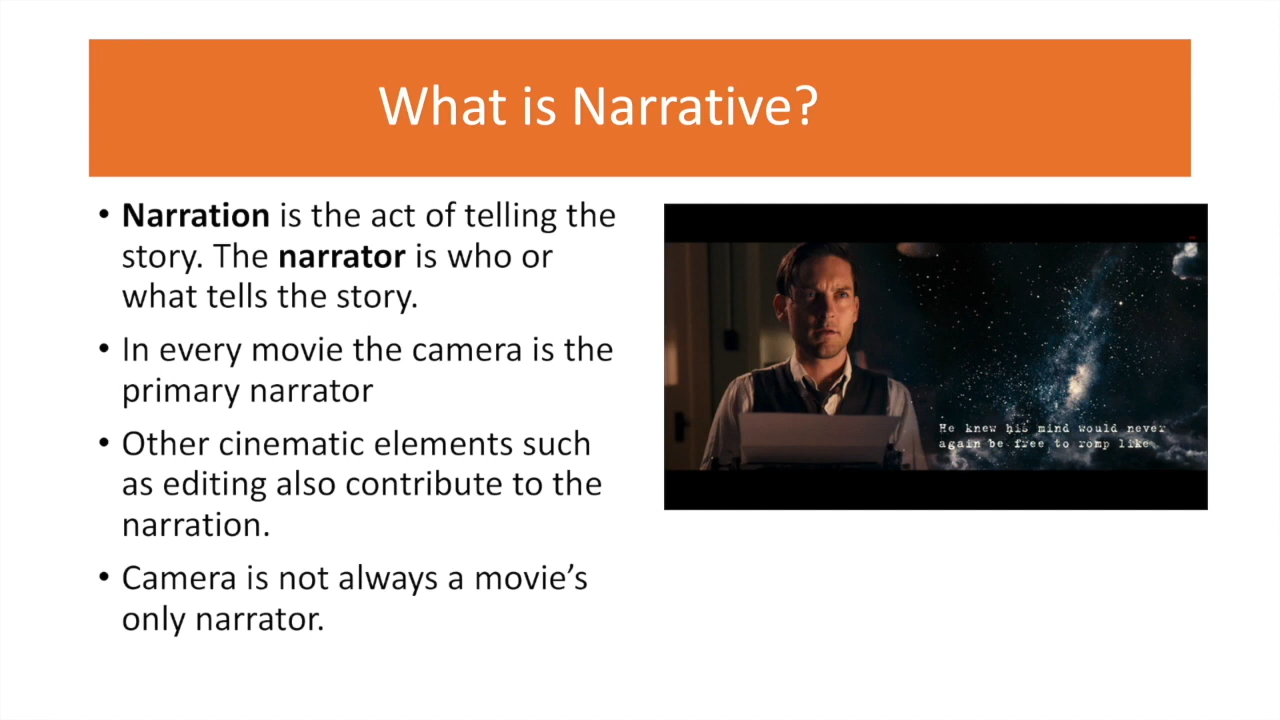 What is Narrative?
• Narration is the act of telling the
story. The narrator is who or
what tells the story.
• In every movie the camera is the
primary narrator
• Other cinematic elements such
as editing also contribute to the
narration.
• Camera is not always a movie’s
only narrator.
He knew his mind would never
again be free to romp like